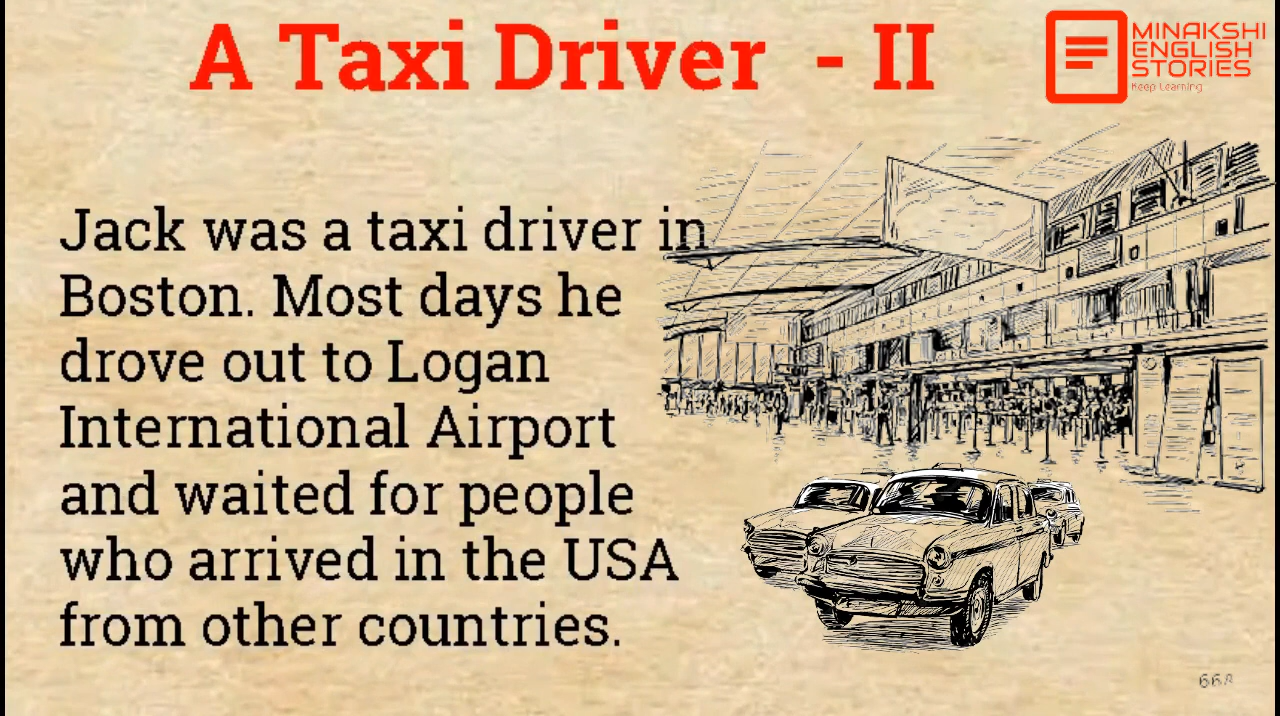 A Taxi Driver - II
MINAKSHI
ENGLISH
STORIES
Keep Learning
Jack was a taxi driver in
Boston. Most days he
drove out to Logan
International Airport
and waited for people
who arrived in the USA
from other countries.